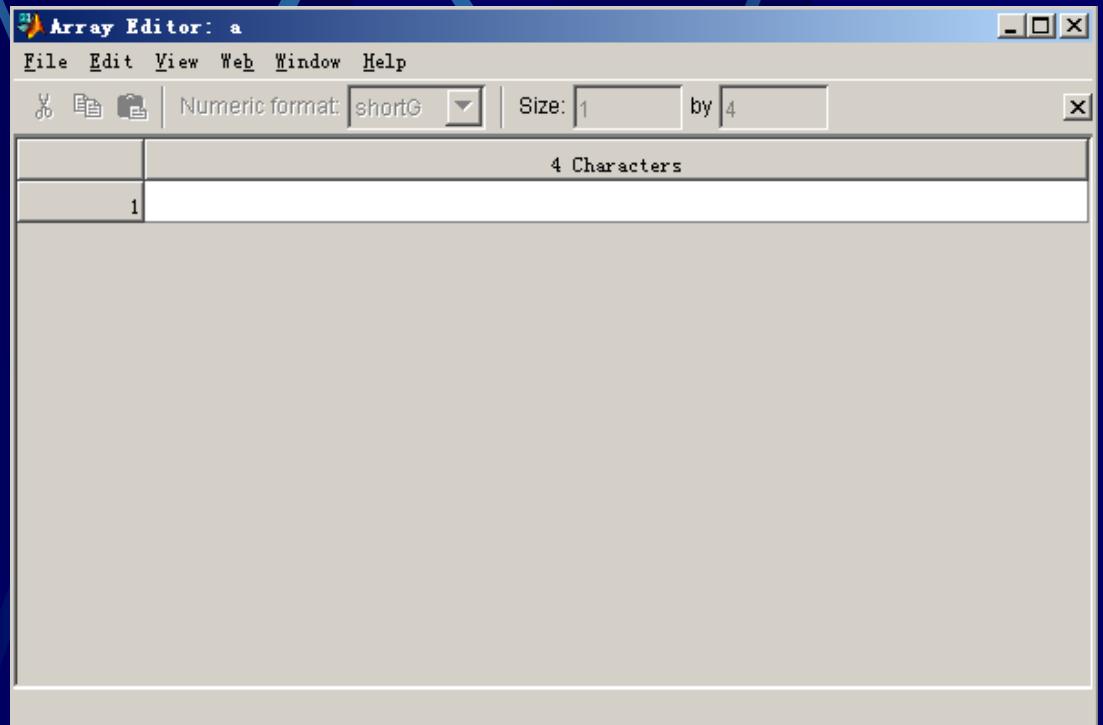 Array Editor: a
File Edit View Web Window Help
Numeric format: shortG Size: 1 by 4
4 Characters
1